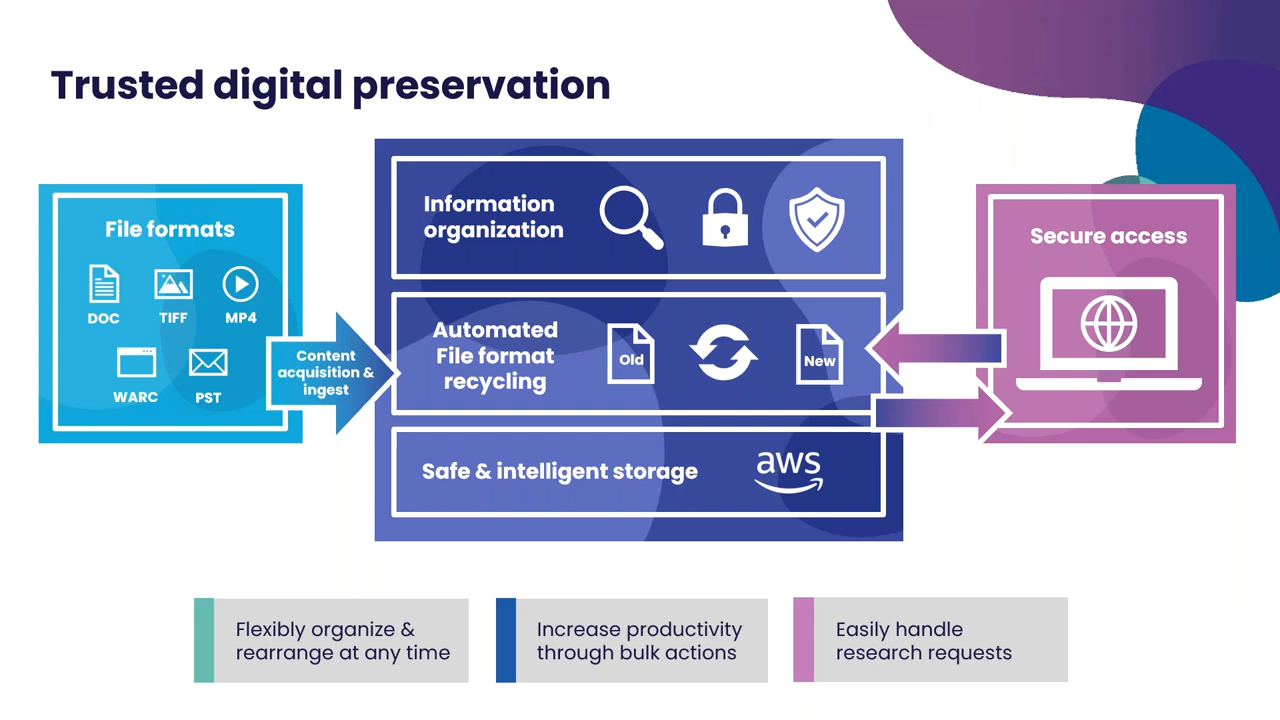 Trusted digital preservation
File formats
DOC
TIFF
MP4
WARC
PST
Content
acquisition &
ingest
Information
organization
Automated
File format
recycling
Old
New
Safe & intelligent storage
aws
Secure access
Flexibly organize &
rearrange at any time
Increase productivity
through bulk actions
Easily handle
research requests